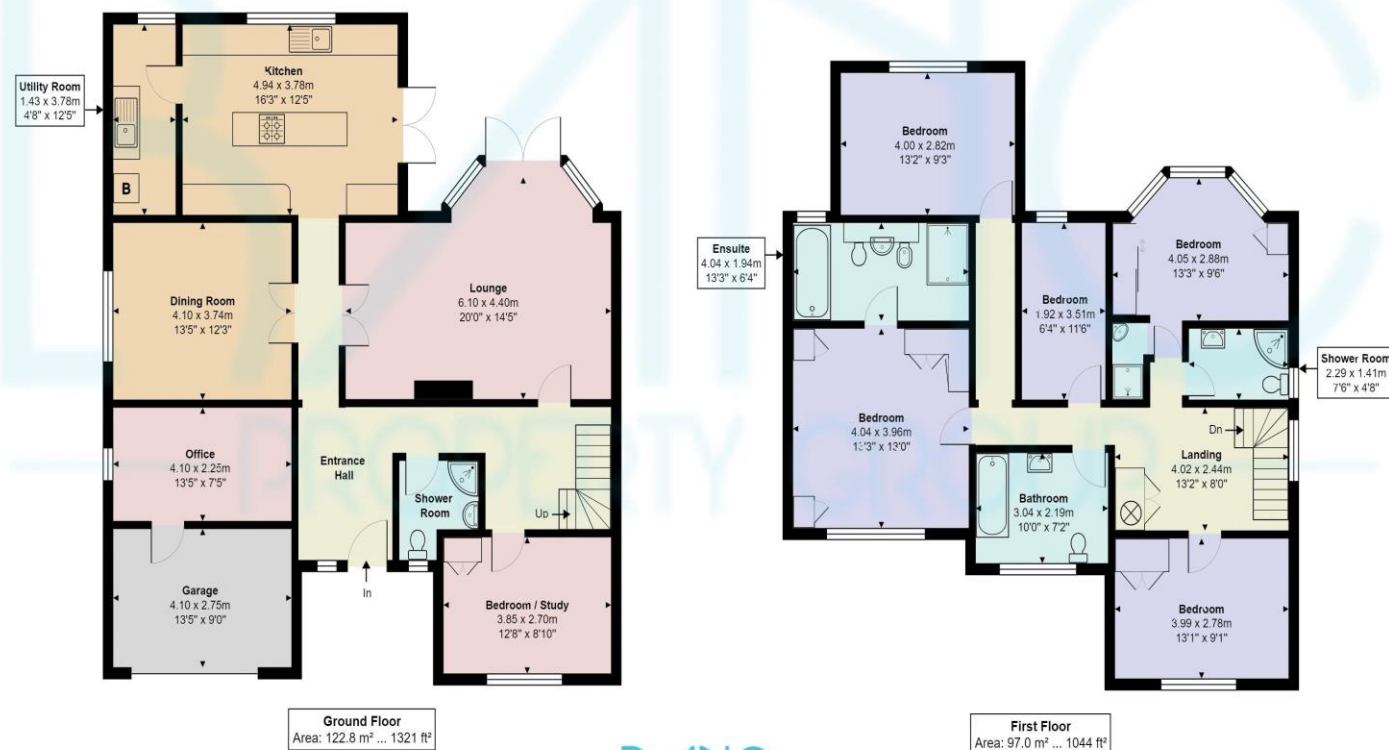 Utility Room
1.43 x 3.78m
4'8" x 12'5"
Kitchen
4.94 x 3.78m
16'3" x 12'5"
B
Dining Room
4.10 x 3.74m
13'5" x 12'3"
Lounge
6.10 x 4.40m
20'0" x 14'5"
Office
4.10 x 2.25m
13'5" x 7'5"
Entrance
Hall
Shower
Room
Up
Garage
4.10 x 2.75m
13'5" x 9'0"
In
Bedroom / Study
3.85 x 2.70m
12'8" x 8'10"
Ground Floor
Area: 122.8 m² ... 1321 ft²
Bedroom
4.00 x 2.82m
13'2" x 9'3"
Ensuite
4.04 x 1.94m
13'3" x 6'4"
Bedroom
4.05 x 2.88m
13'3" x 9'6"
Bedroom
1.92 x 3.51m
6'4" x 11'6"
Shower Room
2.29 x 1.41m
7'6" x 4'8"
Bedroom
4.04 x 3.96m
13'3" x 13'0"
Dn
Landing
4.02 x 2.44m
13'2" x 8'0"
Bathroom
3.04 x 2.19m
10'0" x 7'2"
Bedroom
3.99 x 2.78m
13'1" x 9'1"
First Floor
Area: 97.0 m² ... 1044 ft²
PROPERTY GROUP